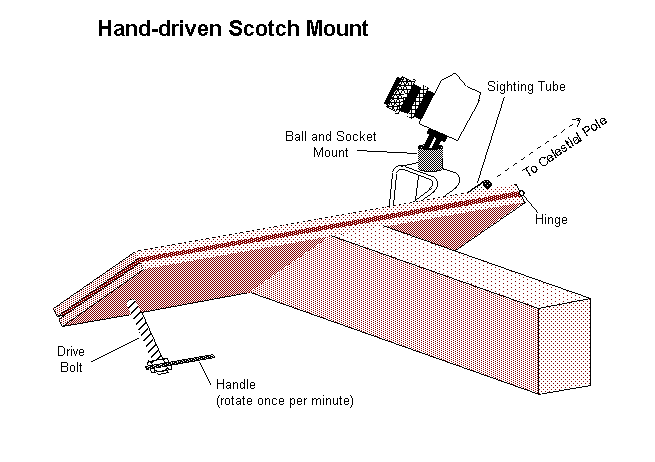 Hand-driven Scotch Mount
Sighting Tube
Ball and Socket
Mount
To Celestial Pole
Hinge
Drive
Bolt
Handle
(rotate once per minute)